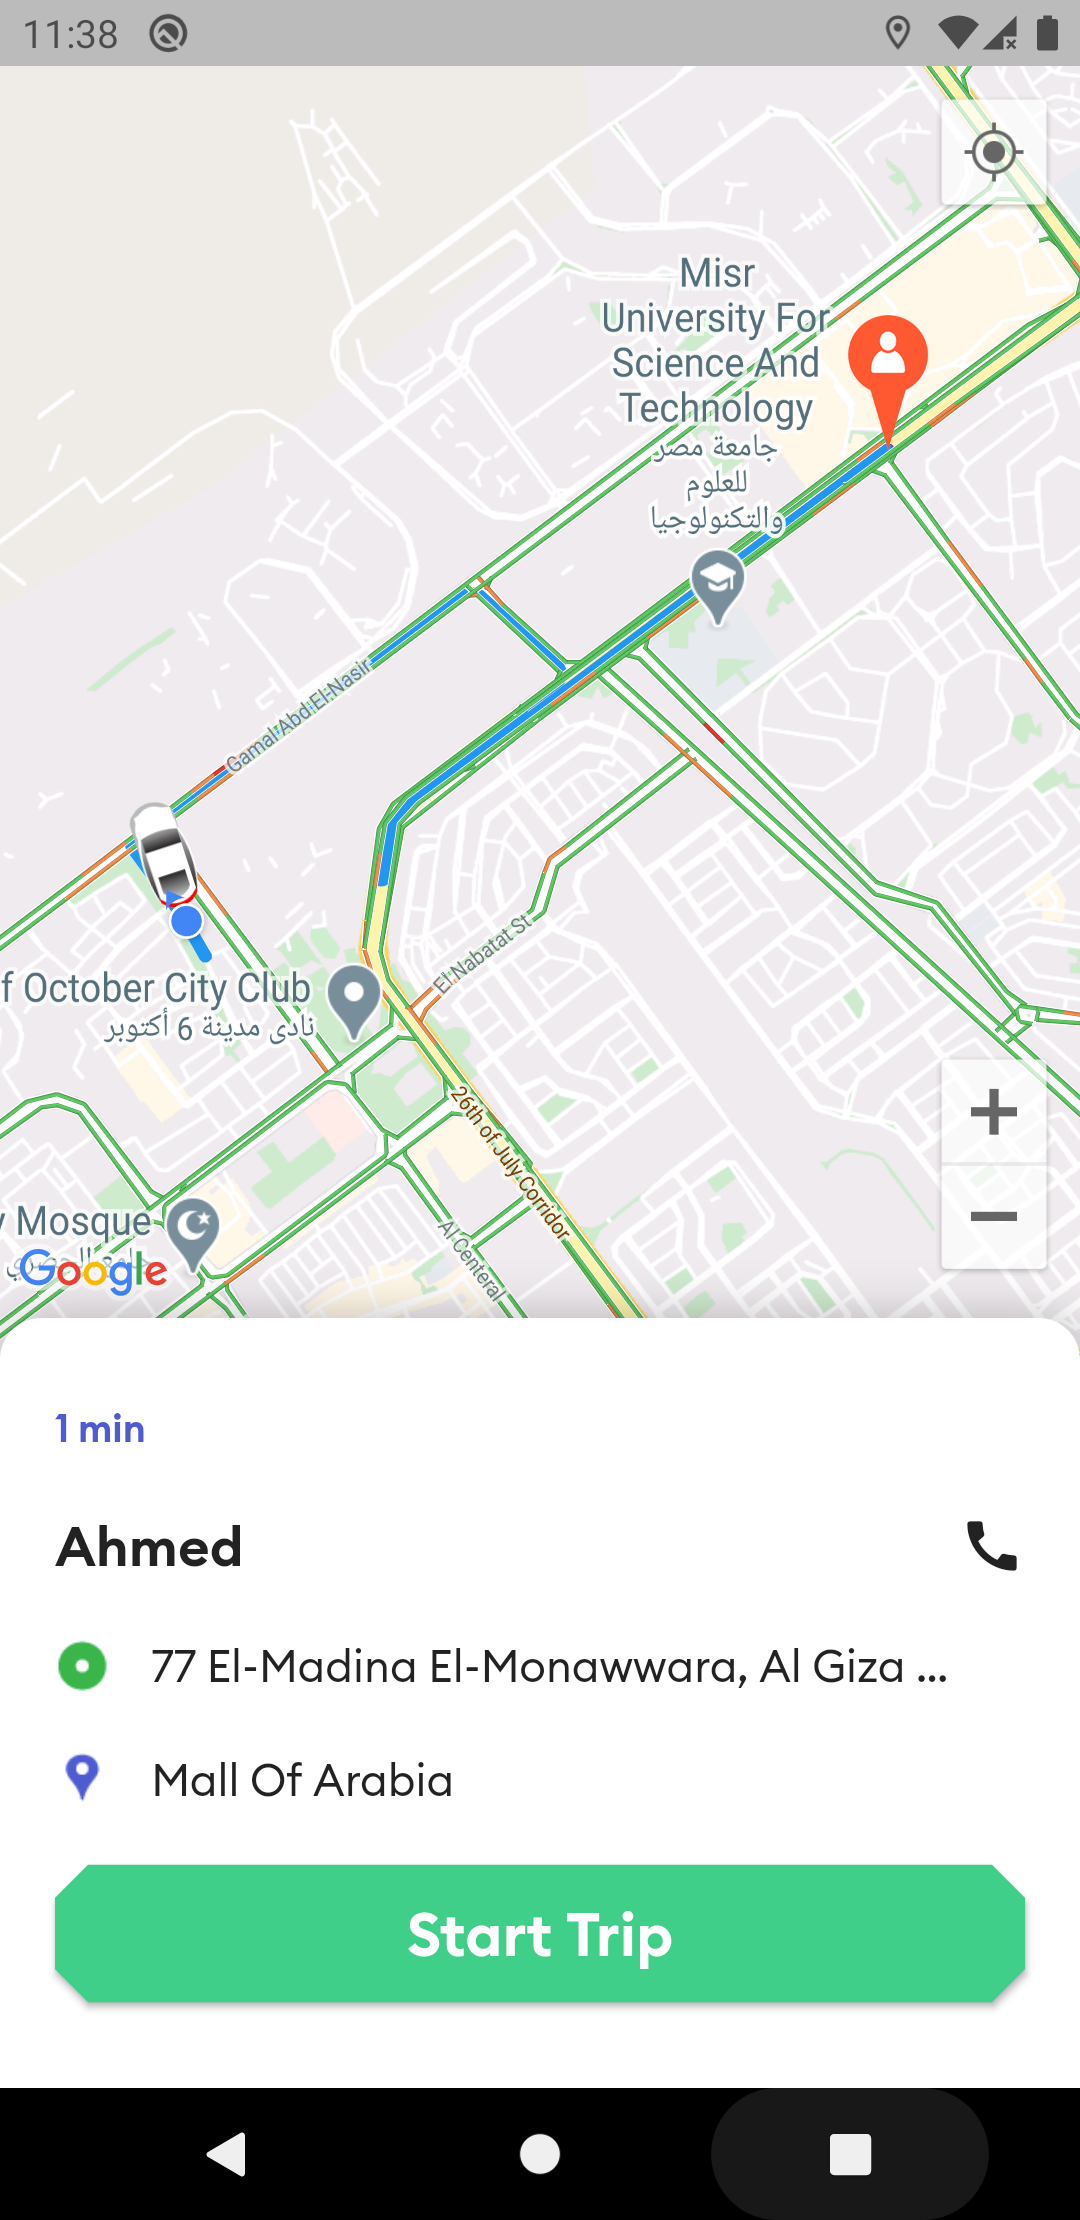 11:38
Misr
University For
Science And
Technology
جامعة مصر
للعلوم
والتكنولوجيا
Gamal Abd El-Nasir
El Nabatat St
f October City Club
نادى مدينة 6 أكتوبر
26th of July Corridor
Al Centeral
y Mosque
Google
1 min
Ahmed
77 El-Madina El-Monawwara, Al Giza ...
Mall Of Arabia
Start Trip